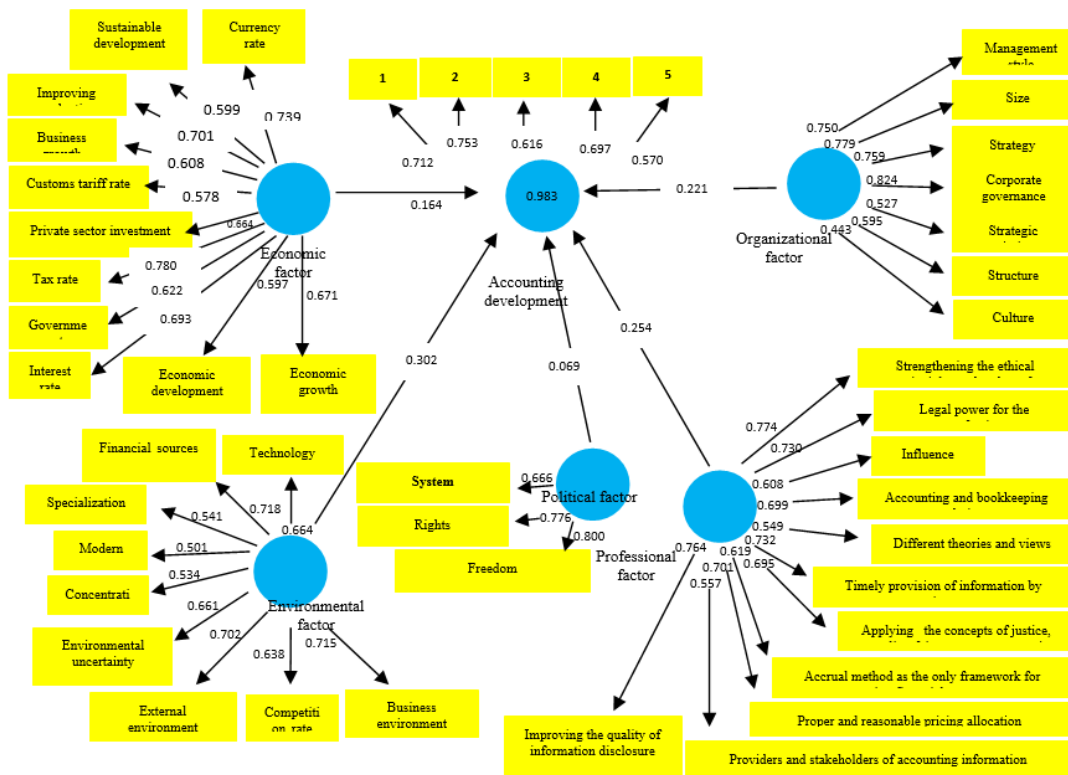 Sustainable
development
Currency
rate
Improving
Business
growth
Customs tariff rate
Private sector investment
Tax rate
Governme
Interest
rate
Economic
development
Economic
growth
0.599
0.739
0.701
0.608
0.578
0.664
0.780
0.622
0.693
0.597
0.671
Economic
factor
1
2
3
4
5
0.712
0.753
0.616
0.697
0.570
0.983
Accounting
development
0.164
0.221
0.302
0.069
0.254
Management
style
Size
Strategy
Corporate
governance
Strategic
Structure
Culture
0.750
0.779
0.759
0.824
0.527
0.595
0.443
Organizational
factor
Financial sources
Technology
Specialization
Modern
Concentrati
Environmental
uncertainty
External
environment
Competiti
on rate
Business
environment
0.718
0.664
0.541
0.501
0.534
0.661
0.702
0.638
0.715
Environmental
factor
System
Rights
Freedom
0.666
0.776
0.800
Political factor
Professional
factor
Strengthening the ethical
Legal power for the
Influence
Accounting and bookkeeping
Different theories and views
Timely provision of information by
Applying the concepts of justice,
Accrual method as the only framework for
Proper and reasonable pricing allocation
Providers and stakeholders of accounting information
Improving the quality of
information disclosure
0.774
0.730
0.608
0.699
0.549
0.732
0.695
0.619
0.701
0.557
0.764